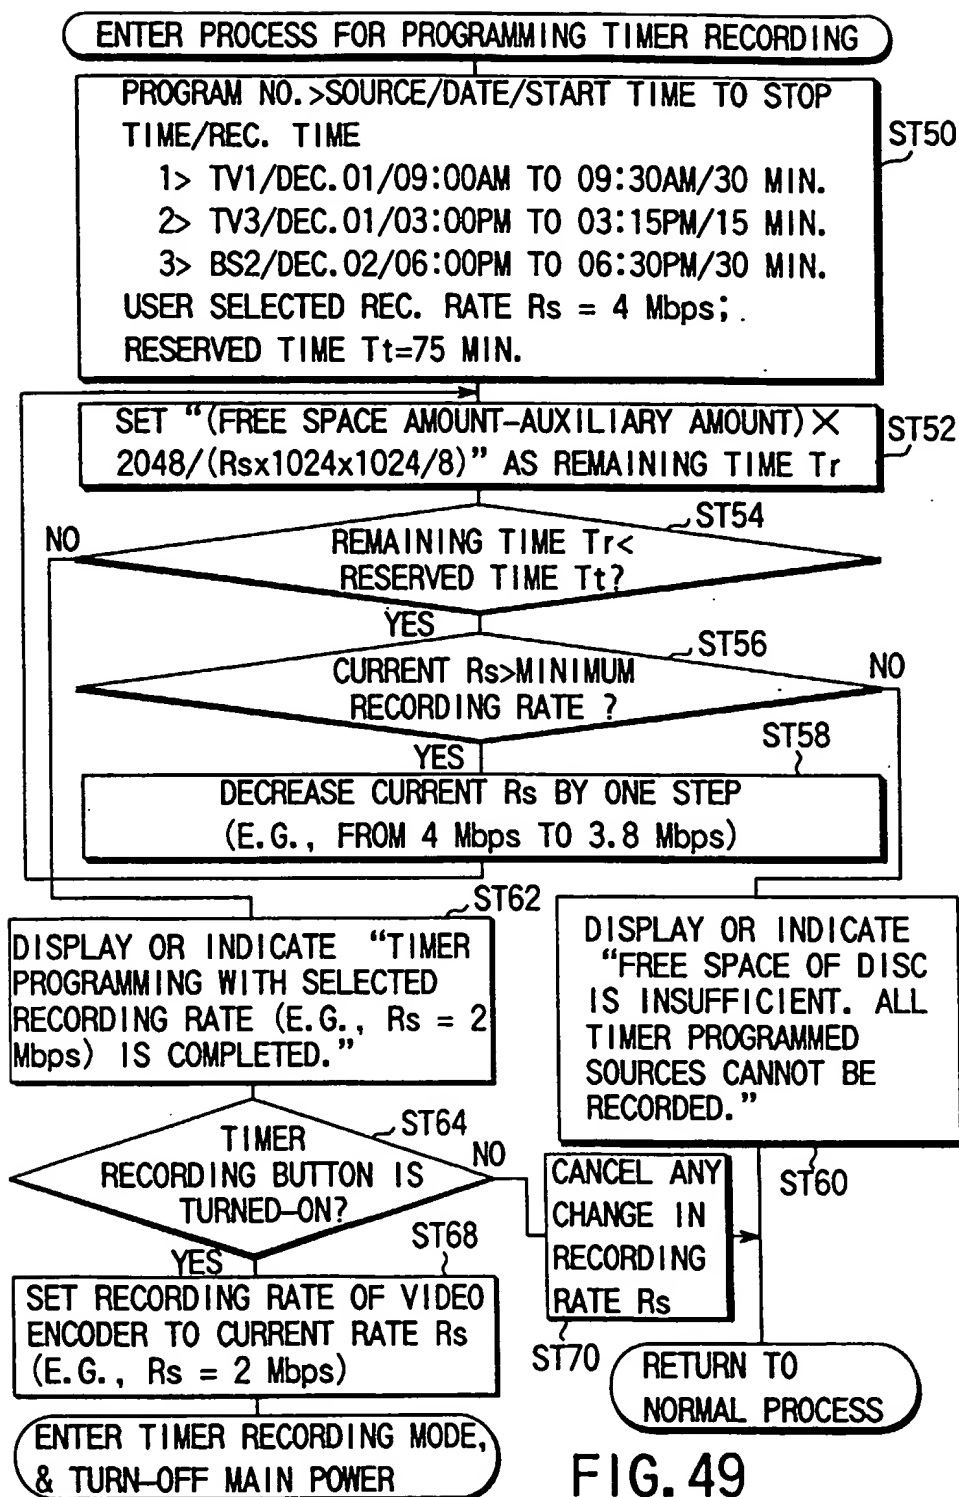 ENTER PROCESS FOR PROGRAMMING TIMER RECORDING
PROGRAM NO.>SOURCE/DATE/START TIME TO STOP
TIME/REC. TIME
1> TV1/DEC.01/09:00AM TO 09:30AM/30 MIN.
2> TV3/DEC.01/03:00PM TO 03:15PM/15 MIN.
3> BS2/DEC.02/06:00PM TO 06:30PM/30 MIN.
USER SELECTED REC. RATE Rs = 4 Mbps;
RESERVED TIME Tt=75 MIN.
ST50
SET “(FREE SPACE AMOUNT–AUXILIARY AMOUNT)×
2048/(Rsx1024x1024/8)” AS REMAINING TIME Tr
ST52
ST54
REMAINING TIME Tr<
RESERVED TIME Tt?
NO
YES
ST56
CURRENT Rs>MINIMUM
RECORDING RATE ?
NO
YES
ST58
DECREASE CURRENT Rs BY ONE STEP
(E.G., FROM 4 Mbps TO 3.8 Mbps)
ST62
DISPLAY OR INDICATE “TIMER
PROGRAMMING WITH SELECTED
RECORDING RATE (E.G., Rs = 2
Mbps) IS COMPLETED.”
DISPLAY OR INDICATE
“FREE SPACE OF DISC
IS INSUFFICIENT. ALL
TIMER PROGRAMMED
SOURCES CANNOT BE
RECORDED.”
ST60
ST64
TIMER
RECORDING BUTTON IS
TURNED–ON?
NO
YES
CANCEL ANY
CHANGE IN
RECORDING
RATE Rs
ST70
ST68
SET RECORDING RATE OF VIDEO
ENCODER TO CURRENT RATE Rs
(E.G., Rs = 2 Mbps)
RETURN TO
NORMAL PROCESS
ENTER TIMER RECORDING MODE,
& TURN–OFF MAIN POWER
FIG. 49